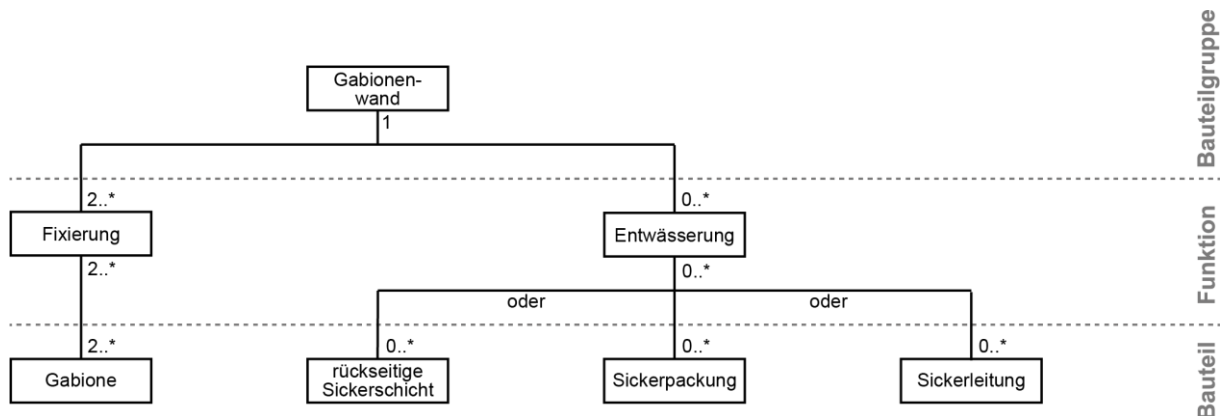 Gabionen-
wand
1
Bauteilgruppe
2..*
0..*
Fixierung
Entwässerung
2..*
0..*
oder
oder
Funktion
2..*
0..*
0..*
0..*
Gabione
rückseitige
Sickerschicht
Sickerpackung
Sickerleitung
Bauteil